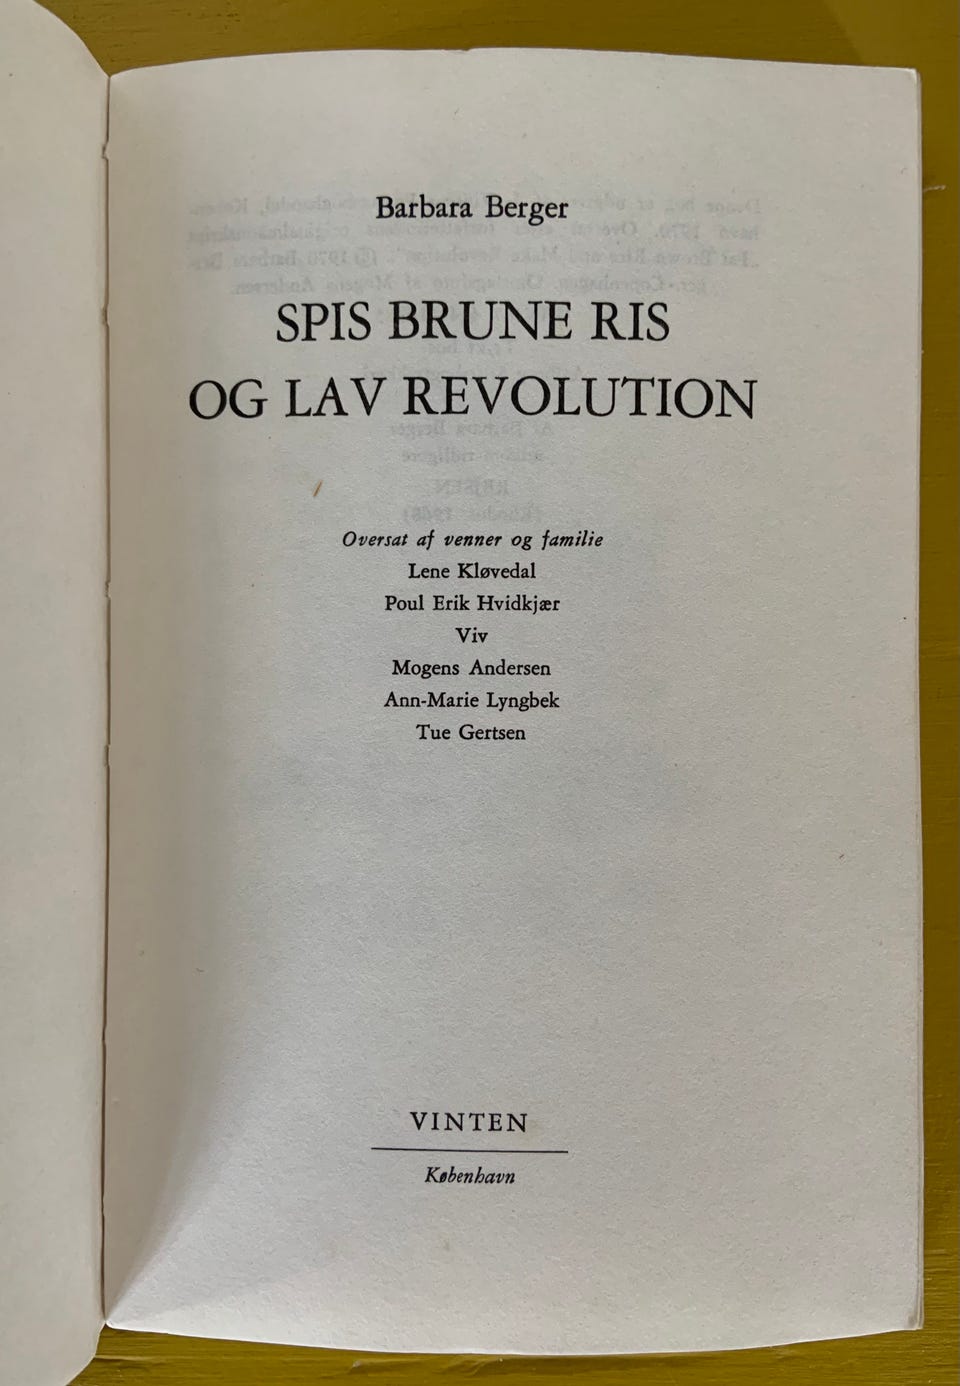 Barbara Berger
SPIS BRUNE RIS
OG LAV REVOLUTION
Oversat af venner og familie
Lene Kløvedal
Poul Erik Hvidkjær
Viv
Mogens Andersen
Ann-Marie Lyngbek
Tue Gertsen
VINTEN
København